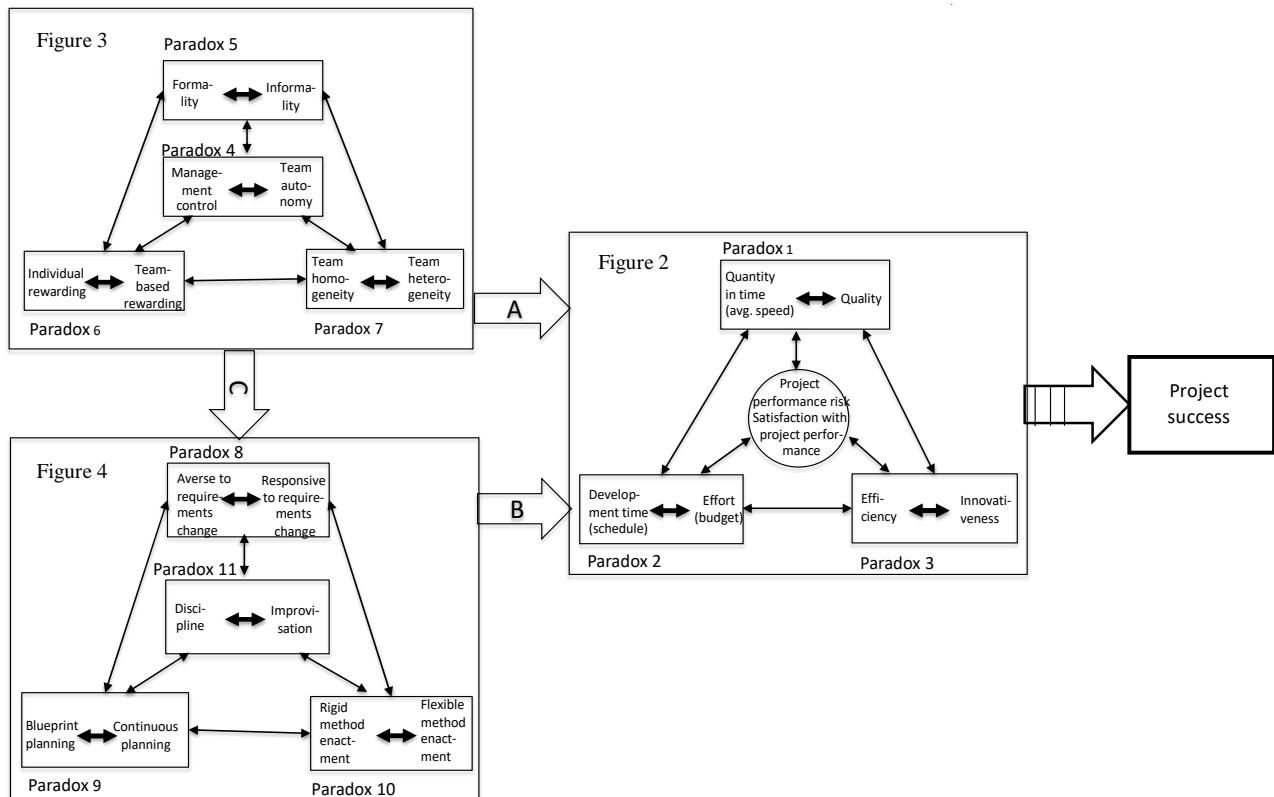 Figure 3
Paradox 5
Forma-
lity
Informa-
lity
Paradox 4
Manage-
ment
control
Team
auto-
nomy
Individual
rewarding
Team-
based
rewarding
Team
homo-
geneity
Team
hetero-
geneity
Paradox 6
Paradox 7
A
C
Figure 2
Paradox 1
Quantity
in time
(avg. speed)
Quality
Project
performance risk
Satisfaction with
project perfor-
mance
Develop-
ment time
(schedule)
Effort
(budget)
Effi-
ciency
Innovati-
veness
Paradox 2
Paradox 3
Project
success
Figure 4
Paradox 8
Averse to
require-
ments
change
Responsive
to require-
ments
change
B
Paradox 11
Disci-
pline
Improvi-
sation
Blueprint
planning
Continuous
planning
Rigid
method
enact-
ment
Flexible
method
enact-
ment
Paradox 9
Paradox 10